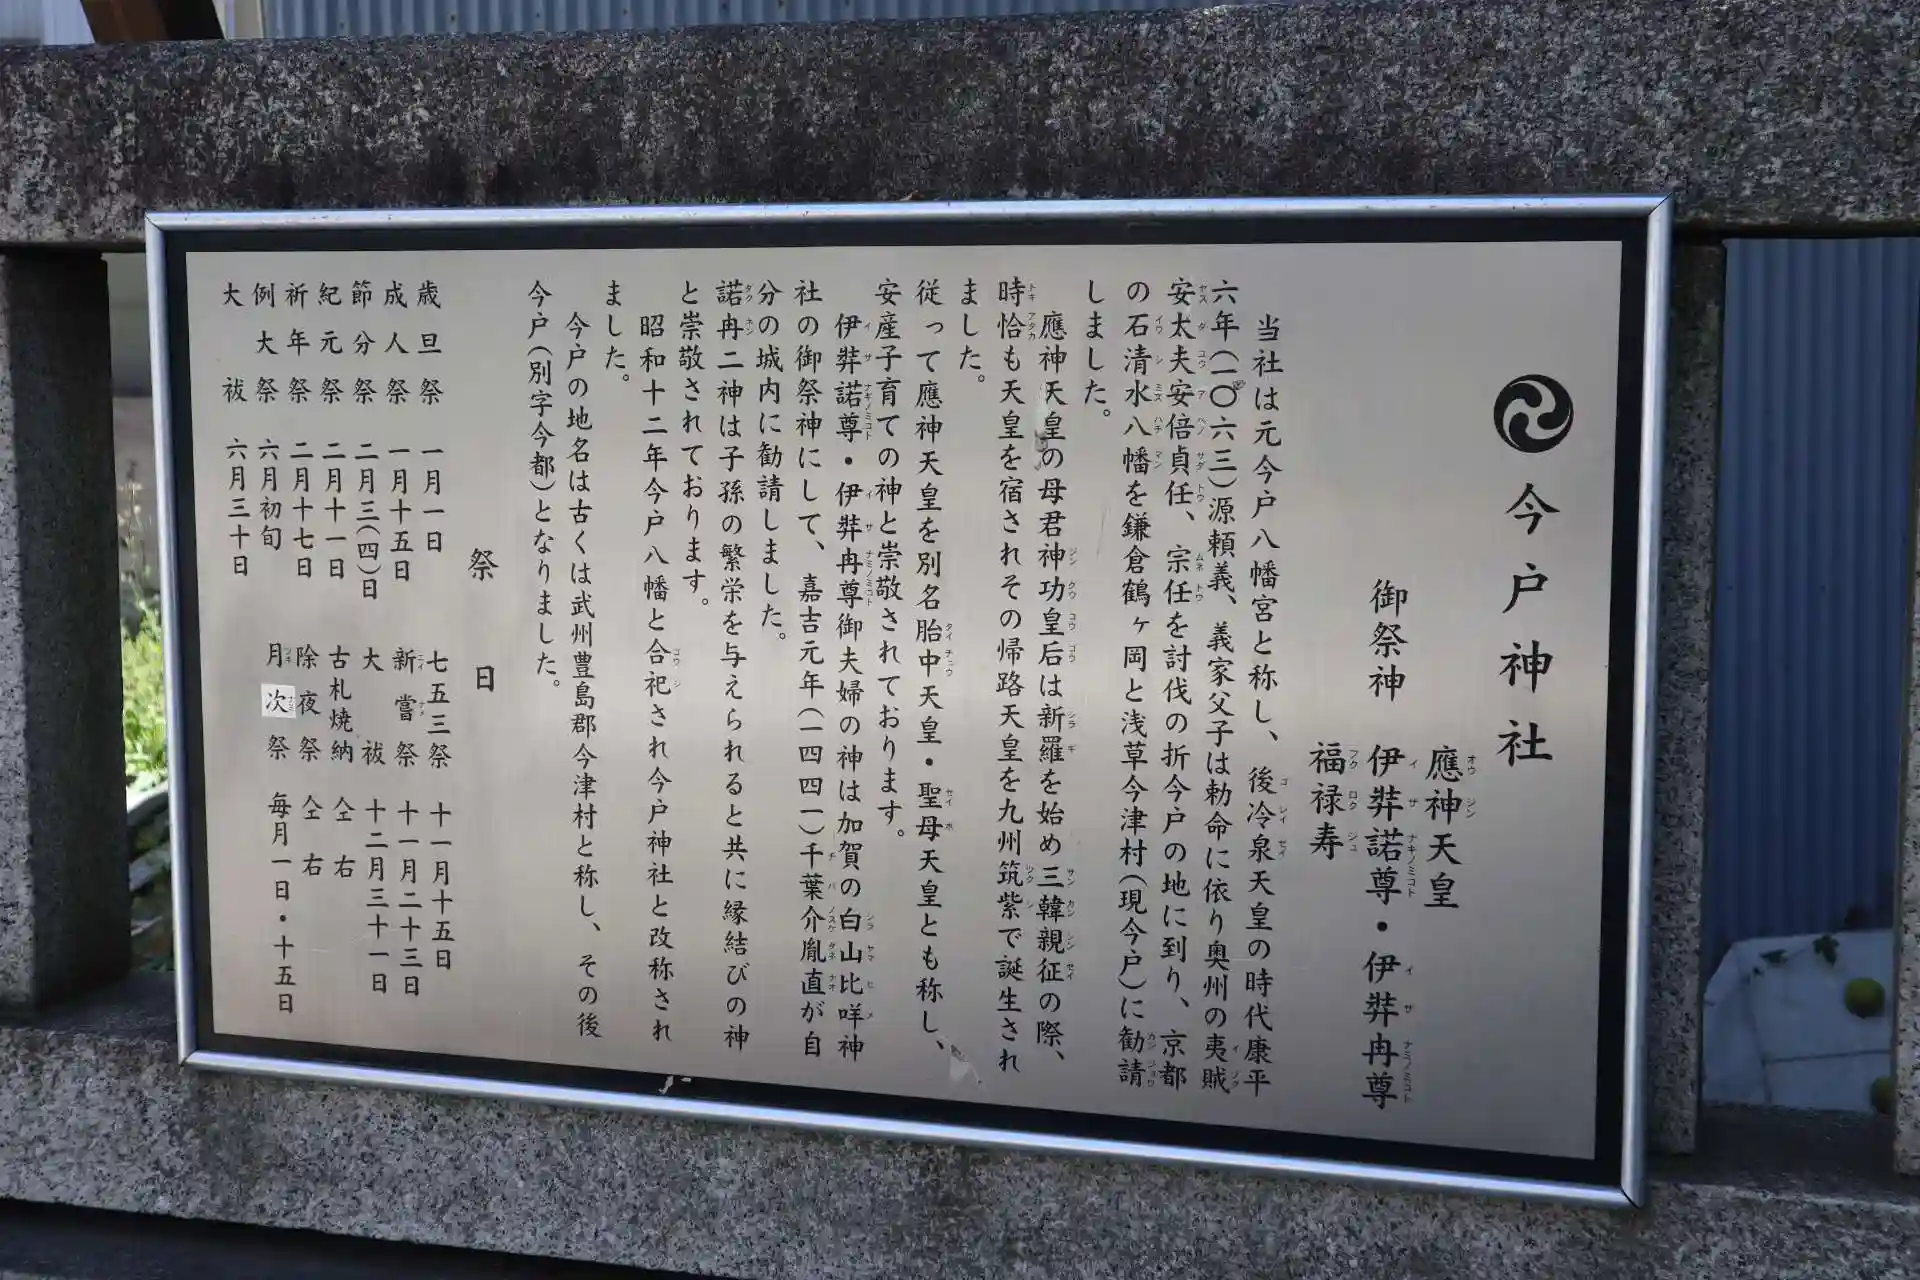 今戸神社
御祭神
應神天皇
伊弉諾尊・伊弉冉尊
福禄寿
当社は元今戸八幡宮と称し、後冷泉天皇の時代康平
六年(一〇六三)源頼義、義家父子は勅命に依り奥州の夷賊
安太夫安倍貞任、宗任を討伐の折今戸の地に到り、京都
の石清水八幡を鎌倉鶴ヶ岡と浅草今津村(現今戸)に勧請
しました。
應神天皇の母君神功皇后は新羅を始め三韓親征の際、
時恰も天皇を宿されその帰路天皇を九州筑紫で誕生され
ました。
従って應神天皇を別名胎中天皇・聖母天皇とも称し、
安産子育ての神と崇敬されております。
伊弉諾尊・伊弉冉尊御夫婦の神は加賀の白山比咩神
社の御祭神にして、嘉吉元年(一四四一)千葉介胤直が自
分の城内に勧請しました。
諾冉二神は子孫の繁栄を与えられると共に縁結びの神
と崇敬されております。
昭和十二年今戸八幡と合祀され今戸神社と改称され
ました。
今戸の地名は古くは武州豊島郡今津村と称し、その後
今戸(別字今都)となりました。
祭日
歳旦祭 一月一日 七五三祭 十一月十五日
成人祭 一月十五日 新嘗祭 十一月二十三日
節分祭 二月三(四)日 大祓 十二月三十一日
紀元祭 二月十一日 古札焼納 仝右
祈年祭 二月十七日 除夜祭 仝右
例大祭 六月初旬 月次祭 毎月一日・十五日
大祓 六月三十日